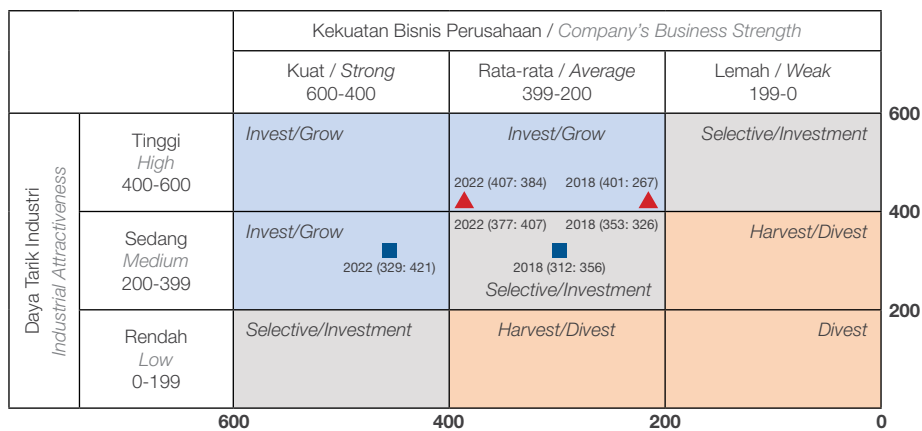 Kekuatan Bisnis Perusahaan / Company's Business Strength
Kuat / Strong
600-400
Rata-rata / Average
399-200
Lemah / Weak
199-0
Daya Tarik Industri
Industrial Attractiveness
Tinggi
High
400-600
Invest/Grow
Invest/Grow
2022 (407: 384) 2018 (401: 267)
Selective/Investment
600
400
Sedang
Medium
200-399
Invest/Grow
2022 (329: 421)
2022 (377: 407) 2018 (353: 326)
2018 (312: 356)
Selective/Investment
Harvest/Divest
200
Rendah
Low
0-199
Selective/Investment
Harvest/Divest
Divest
600 400 200 0